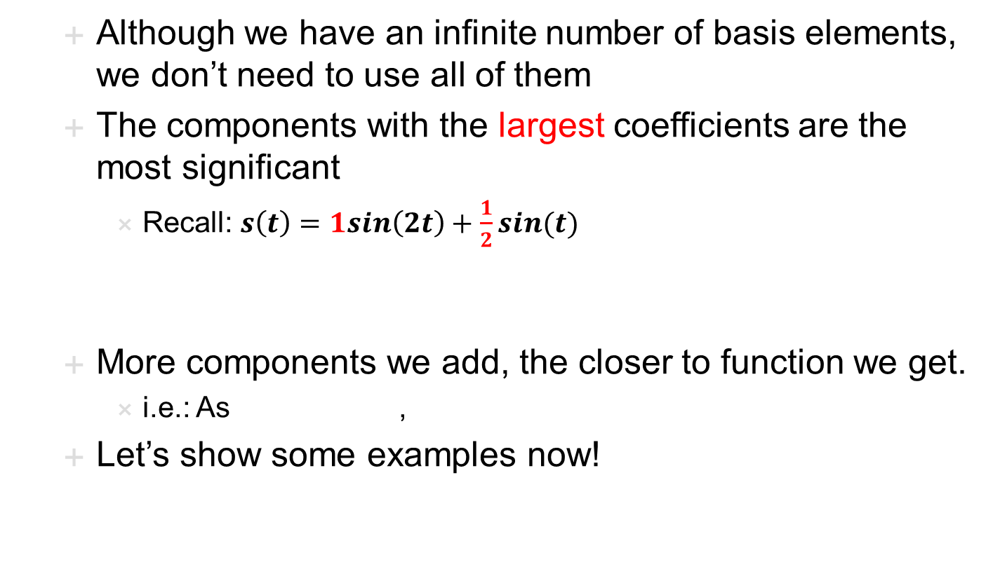 + Although we have an infinite number of basis elements,
we don’t need to use all of them
+ The components with the largest coefficients are the
most significant
× Recall: s(t) = 1sin(2t) + 1/2 sin(t)
+ More components we add, the closer to function we get.
× i.e.: As ,
+ Let’s show some examples now!